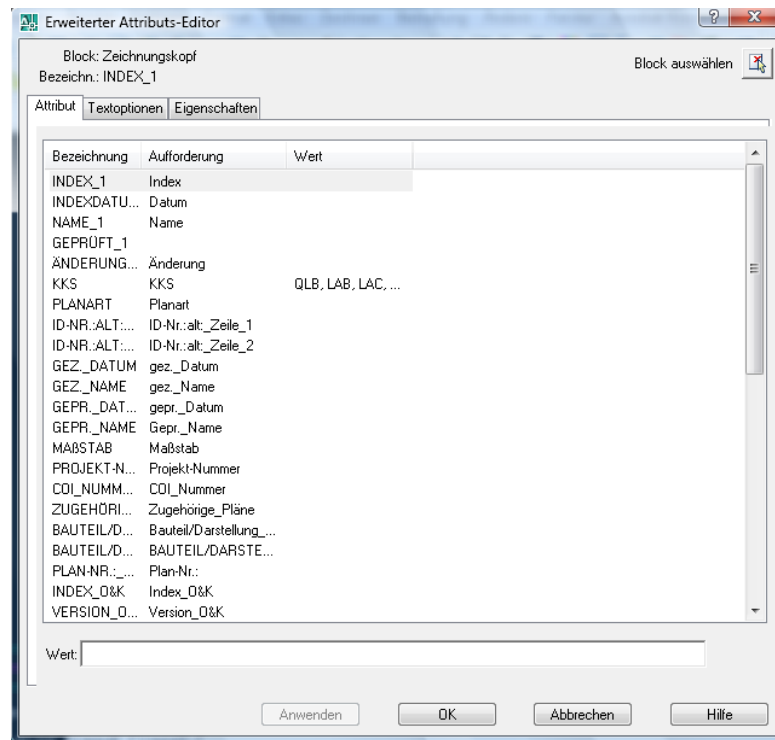 Erweiterter Attributs-Editor
Block: Zeichnungskopf
Block auswählen
Bezeichn.: INDEX_1
Attribut Textoptionen Eigenschaften
Bezeichnung Aufforderung Wert
INDEX_1 Index
INDEXDATU... Datum
NAME_1 Name
GEPRÜFT_1
ÄNDERUNG... Änderung
KKS KKS QLB, LAB, LAC, ...
PLANART Planart
ID-NR.:ALT:... ID-Nr.:alt:_Zeile_1
ID-NR.:ALT:... ID-Nr.:alt:_Zeile_2
GEZ._DATUM gez._Datum
GEZ._NAME gez._Name
GEPR._DAT... gepr._Datum
GEPR._NAME Gepr._Name
MAßSTAB Maßstab
PROJEKT-N... Projekt-Nummer
COI_NUMM... COI_Nummer
ZUGEHÖRI... Zugehörige_Pläne
BAUTEIL/D... Bauteil/Darstellung_...
BAUTEIL/D... BAUTEIL/DARSTE...
PLAN-NR.:_... Plan-Nr.:
INDEX_O&K Index_O&K
VERSION_O... Version_O&K
Wert:
Anwenden OK Abbrechen Hilfe